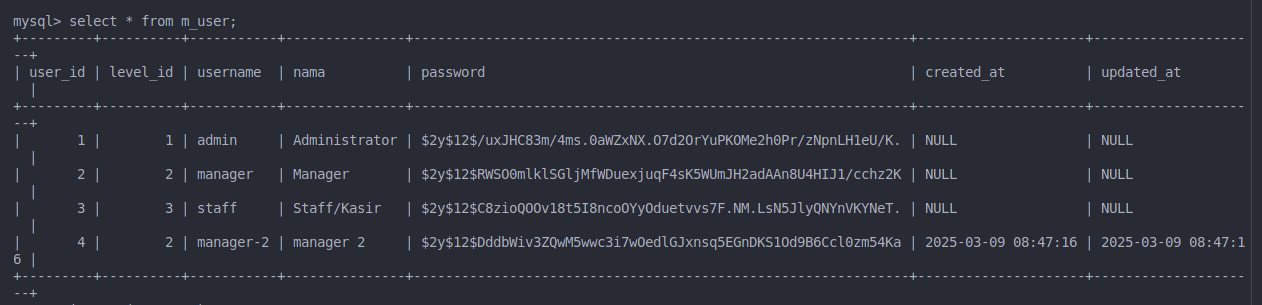 mysql> select * from m_user;
+---------+----------+-----------+---------------+--------------------------------------------------------------+---------------------+-------------------
--+
| user_id | level_id | username  | nama          | password                                                     | created_at          | updated_at
  |
+---------+----------+-----------+---------------+--------------------------------------------------------------+---------------------+-------------------
--+
|       1 |        1 | admin     | Administrator | $2y$12$/uxJHC83m/4ms.0aWZxNX.O7d2OrYuPKOMe2h0Pr/zNpnLH1eU/K. | NULL                | NULL
  |
|       2 |        2 | manager   | Manager       | $2y$12$RWSO0mlklSGljMfWDuexjuqF4sK5WUmJH2adAAn8U4HIJ1/cchz2K | NULL                | NULL
  |
|       3 |        3 | staff     | Staff/Kasir   | $2y$12$C8zioQOOv18t5I8ncoOYyOduetvvs7F.NM.LsN5JlyQNYnVKYNeT. | NULL                | NULL
  |
|       4 |        2 | manager-2 | manager 2     | $2y$12$DddbWiv3ZQwM5wwc3i7wOedlGJxnsq5EGnDKS1Od9B6Ccl0zm54Ka | 2025-03-09 08:47:16 | 2025-03-09 08:47:1
6 |
+---------+----------+-----------+---------------+--------------------------------------------------------------+---------------------+-------------------
--+